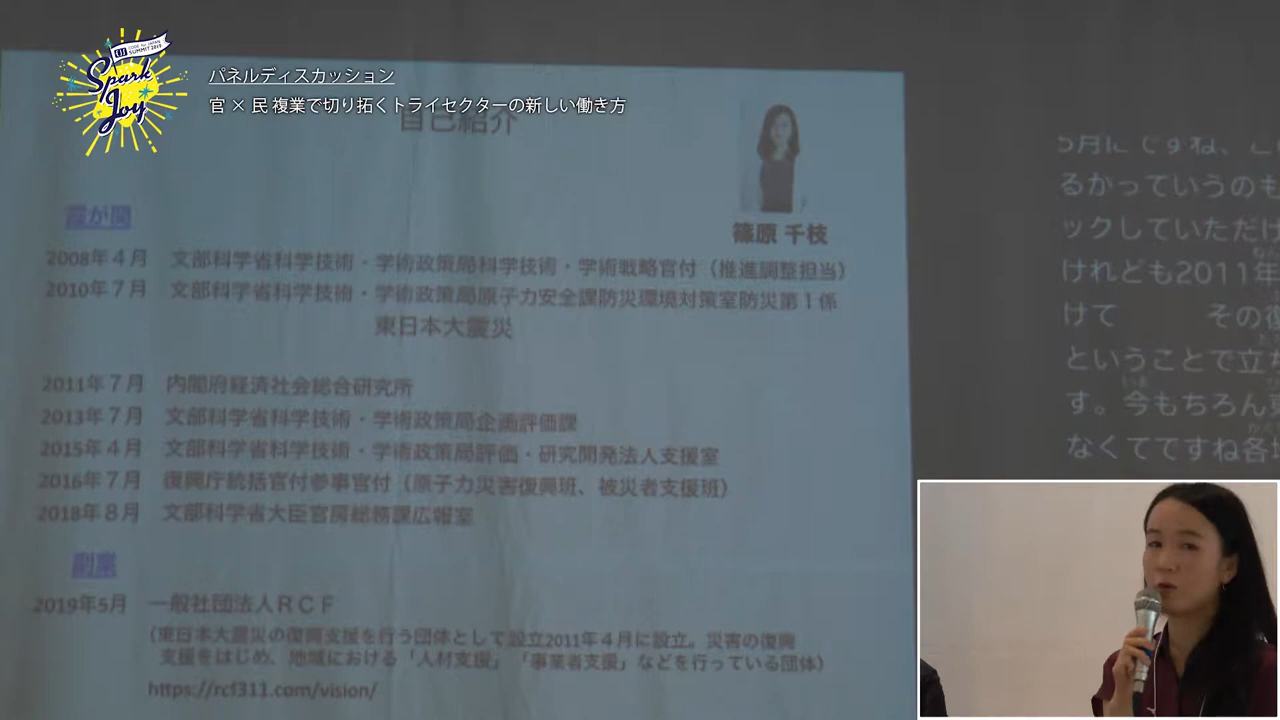 CODE for JAPAN
SUMMIT 2019
Spark
Joy
パネルディスカッション
官 × 民 複業で切り拓くトライセクターの新しい働き方
自己紹介
篠原 千枝
霞が関
2008年４月 文部科学省科学技術・学術政策局科学技術・学術戦略官付（推進調整担当）
2010年７月 文部科学省科学技術・学術政策局原子力安全課防災環境対策室防災第１係
東日本大震災
2011年７月 内閣府経済社会総合研究所
2013年７月 文部科学省科学技術・学術政策局企画評価課
2015年４月 文部科学省科学技術・学術政策局評価・研究開発法人支援室
2016年７月 復興庁統括官付参事官付（原子力災害復興班、被災者支援班）
2018年８月 文部科学省大臣官房総務課広報室
副業
2019年5月 一般社団法人ＲＣＦ
（東日本大震災の復興支援を行う団体として設立2011年４月に設立。災害の復興
支援をはじめ、地域における「人材支援」「事業者支援」などを行っている団体）
https://rcf311.com/vision/
るかっていうのも
ックしていただけ
けれども2011年
けて その復
ということで立ち
す。今もちろん
なくてですね各地